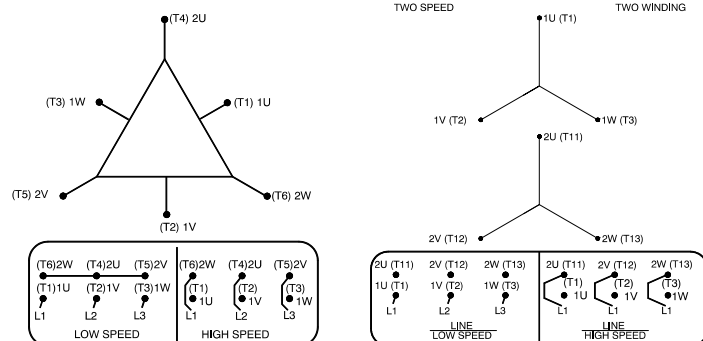 (T4) 2U
(T3) 1W
(T1) 1U
(T5) 2V
(T6) 2W
(T2) 1V
(T6)2W (T4)2U (T5)2V
(T1)1U (T2)1V (T3)1W
L1 L2 L3
LOW SPEED
(T6)2W (T4)2U (T5)2V
(T1) (T2) (T3)
1U 1V 1W
L1 L2 L3
HIGH SPEED
TWO SPEED TWO WINDING
1U (T1)
1V (T2) 1W (T3)
2U (T11)
2V (T12) 2W (T13)
2U (T11) 2V (T12) 2W (T13)
1U (T1) 1V (T2) 1W (T3)
L1 L2 L3
LINE
LOW SPEED
2U (T11) 2V (T12) 2W (T13)
(T1) (T2) (T3)
1U 1V 1W
L1 L1 L1
LINE
HIGH SPEED